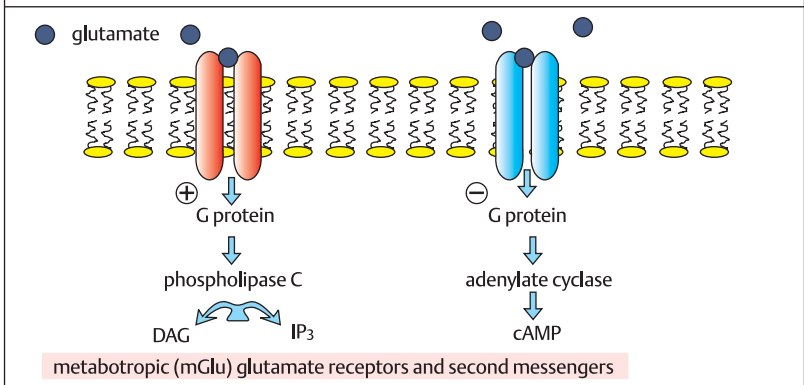 glutamate
+
−
G protein
G protein
phospholipase C
adenylate cyclase
DAG
IP₃
cAMP
metabotropic (mGlu) glutamate receptors and second messengers